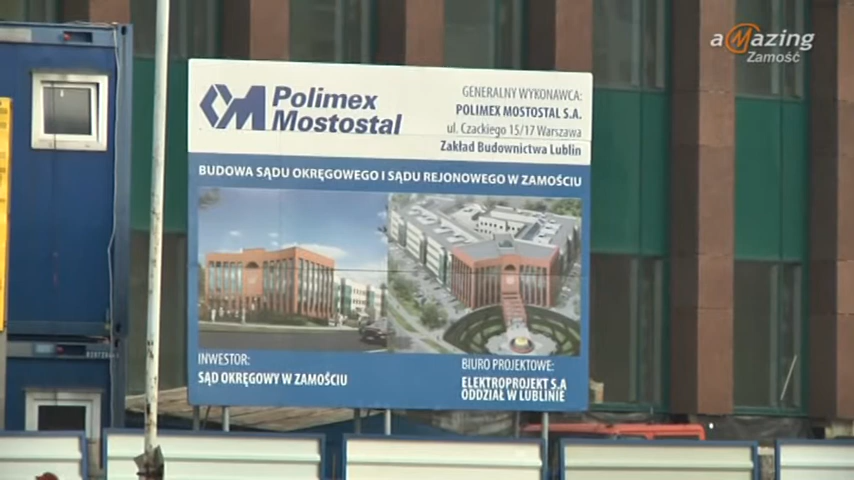 aMazing
Zamość
Polimex
Mostostal
GENERALNY WYKONAWCA:
POLIMEX MOSTOSTAL S.A.
ul. Czackiego 15/17 Warszawa
Zakład Budownictwa Lublin
BUDOWA SĄDU OKRĘGOWEGO I SĄDU REJONOWEGO W ZAMOŚCIU
INWESTOR:
SĄD OKRĘGOWY W ZAMOŚCIU
BIURO PROJEKTOWE:
ELEKTROPROJEKT S.A
ODDZIAŁ W LUBLINIE